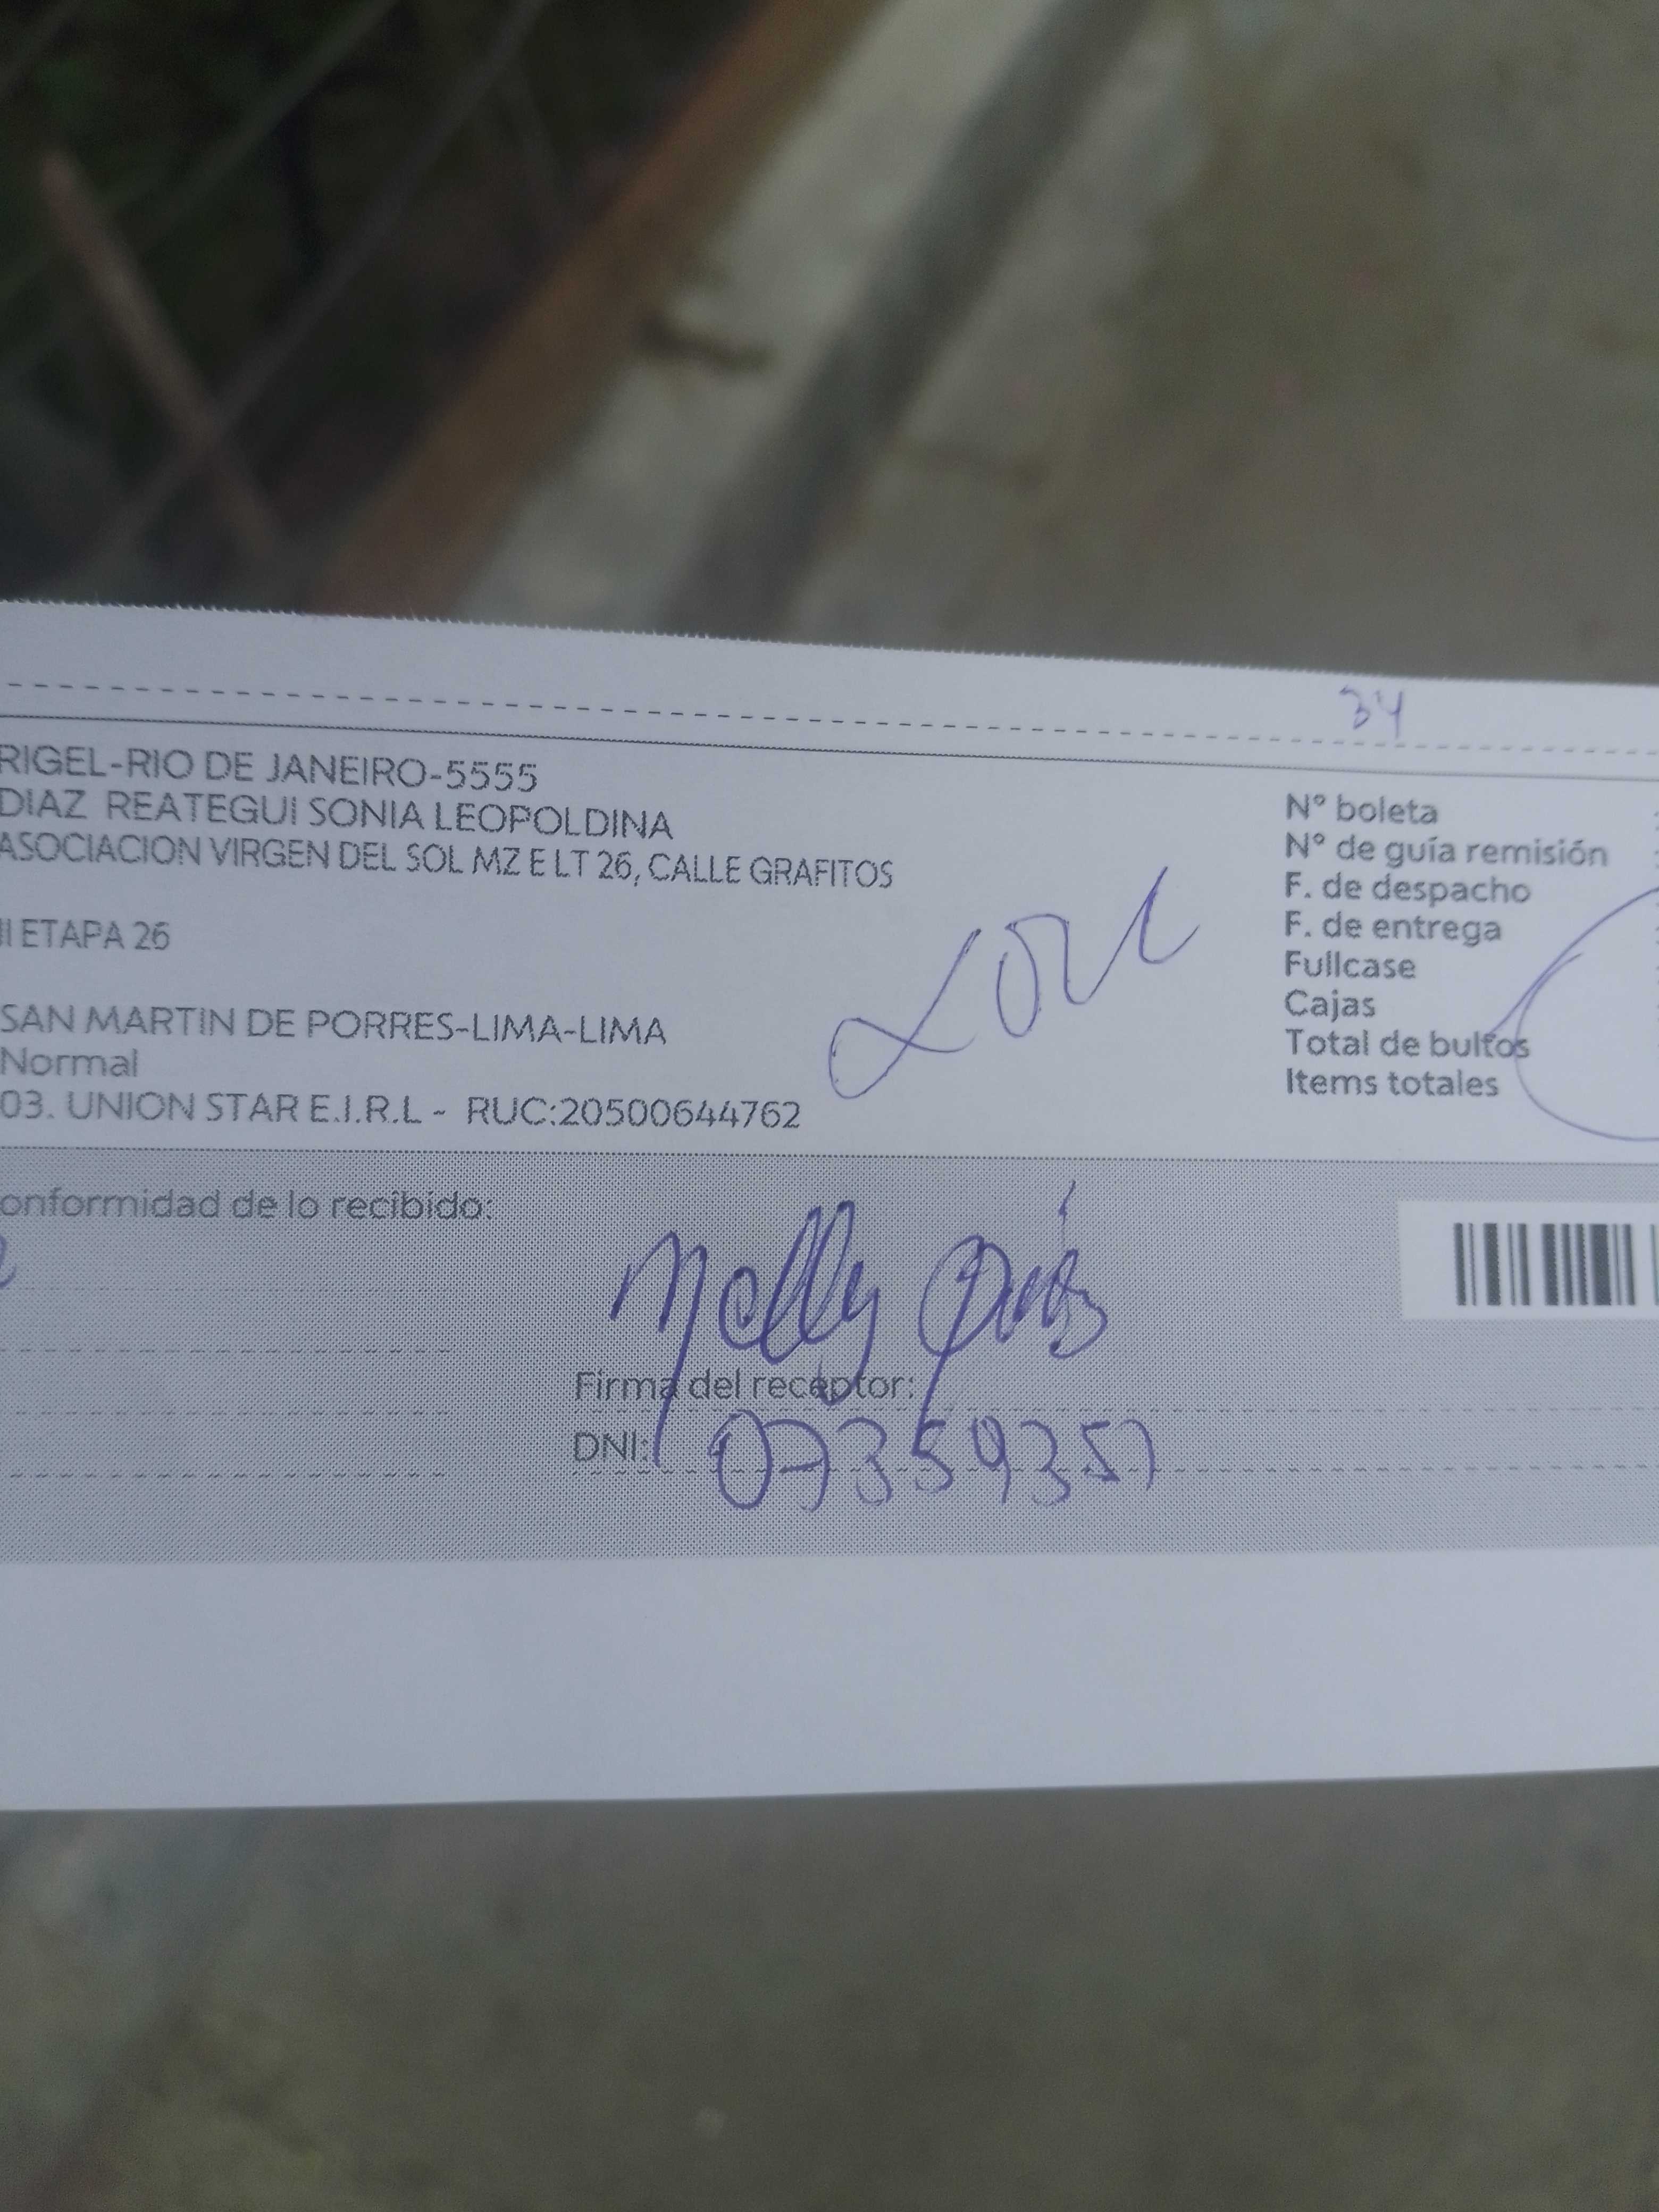 34
RIGEL-RIO DE JANEIRO-5555
DIAZ REATEGUI SONIA LEOPOLDINA
ASOCIACION VIRGEN DEL SOL MZ E LT 26, CALLE GRAFITOS
II ETAPA 26
SAN MARTIN DE PORRES-LIMA-LIMA
Normal
03. UNION STAR E.I.R.L - RUC:20500644762
N° boleta
N° de guía remisión
F. de despacho
F. de entrega
Fullcase
Cajas
Total de bultos
Items totales
onformidad de lo recibido:
Nelly
Firma del receptor:
DNI: 07359357